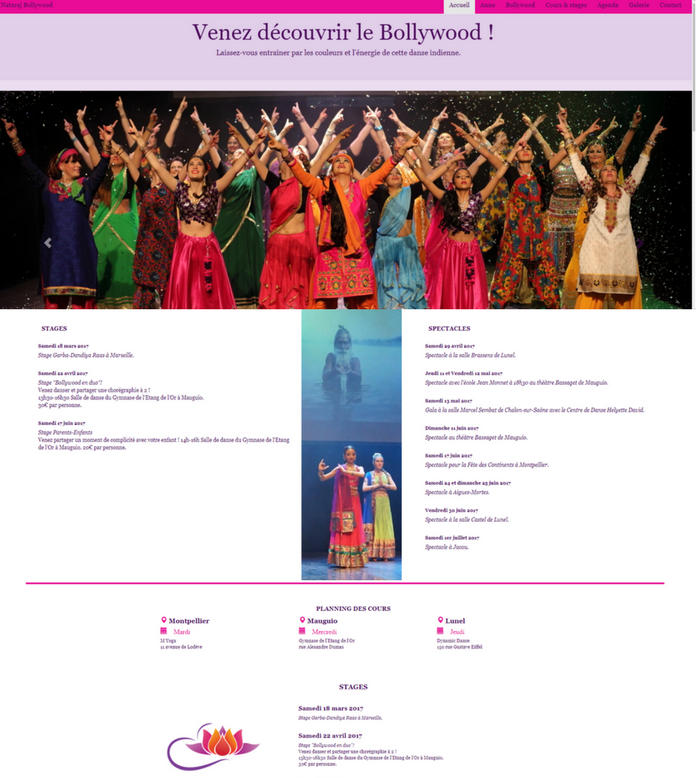 Nataraj Bollywood
Accueil Anne Bollywood Cours & stages Agenda Galerie Contact
Venez découvrir le Bollywood !
Laissez-vous entrainer par les couleurs et l'énergie de cette danse indienne.
STAGES
Samedi 18 mars 2017
Stage Garba-Dandiya Raas à Marseille.
Samedi 22 avril 2017
Stage "Bollywood en duo"!
Venez danser et partager une chorégraphie à 2 !
13h30-16h30 Salle de danse du Gymnase de l'Etang de l'Or à Mauguio.
30€ par personne.
Samedi 17 juin 2017
Stage Parents-Enfants
Venez partager un moment de complicité avec votre enfant ! 14h-16h Salle de danse du Gymnase de l'Etang
de l'Or à Mauguio. 20€ par personne.
SPECTACLES
Samedi 29 avril 2017
Spectacle à la salle Brassens de Lunel.
Jeudi 11 et Vendredi 12 mai 2017
Spectacle avec l'école Jean Monnet à 18h30 au théâtre Bassaget de Mauguio.
Samedi 13 mai 2017
Gala à la salle Marcel Sembat de Chalon-sur-Saône avec le Centre de Danse Helyette David.
Dimanche 11 juin 2017
Spectacle au théâtre Bassaget de Mauguio.
Samedi 17 juin 2017
Spectacle pour la Fête des Continents à Montpellier.
Samedi 24 et dimanche 25 juin 2017
Spectacle à Aigues-Mortes.
Vendredi 30 juin 2017
Spectacle à la salle Castel de Lunel.
Samedi 1er juillet 2017
Spectacle à Jacou.
PLANNING DES COURS
Montpellier
Mardi
M Yoga
11 avenue de Lodève
Mauguio
Mercredi
Gymnase de l'Etang de l'Or
rue Alexandre Dumas
Lunel
Jeudi
Dynamic Danse
130 rue Gustave Eiffel
STAGES
Samedi 18 mars 2017
Stage Garba-Dandiya Raas à Marseille.
Samedi 22 avril 2017
Stage "Bollywood en duo"!
Venez danser et partager une chorégraphie à 2 !
13h30-16h30 Salle de danse du Gymnase de l'Etang de l'Or à Mauguio.
30€ par personne.